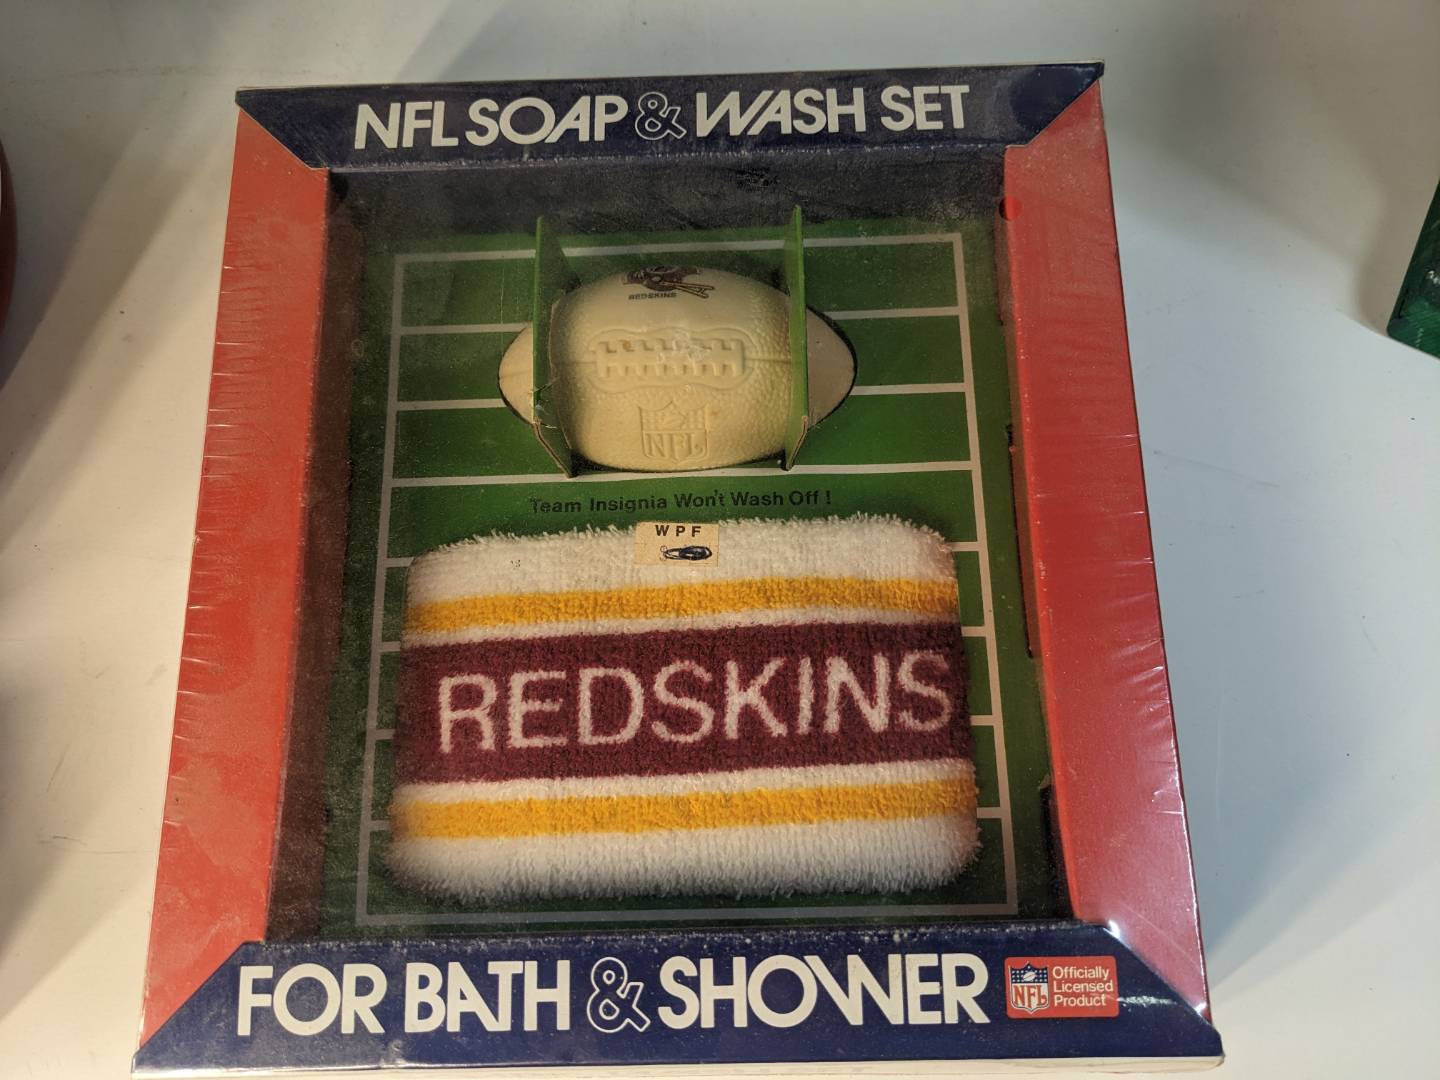 NFL SOAP & WASH SET
REDSKINS
NFL
Team Insignia Won't Wash Off !
WPF
REDSKINS
FOR BATH & SHOWER
NFL
Officially
Licensed
Product